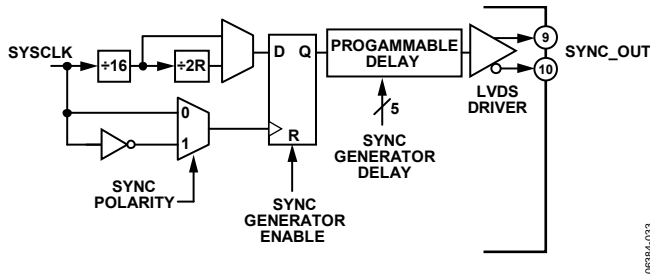 SYSCLK
÷16
÷2R
D
Q
R
0
1
SYNC
POLARITY
SYNC
GENERATOR
ENABLE
PROGAMMABLE
DELAY
5
SYNC
GENERATOR
DELAY
LVDS
DRIVER
9
10
SYNC_OUT
06384-033